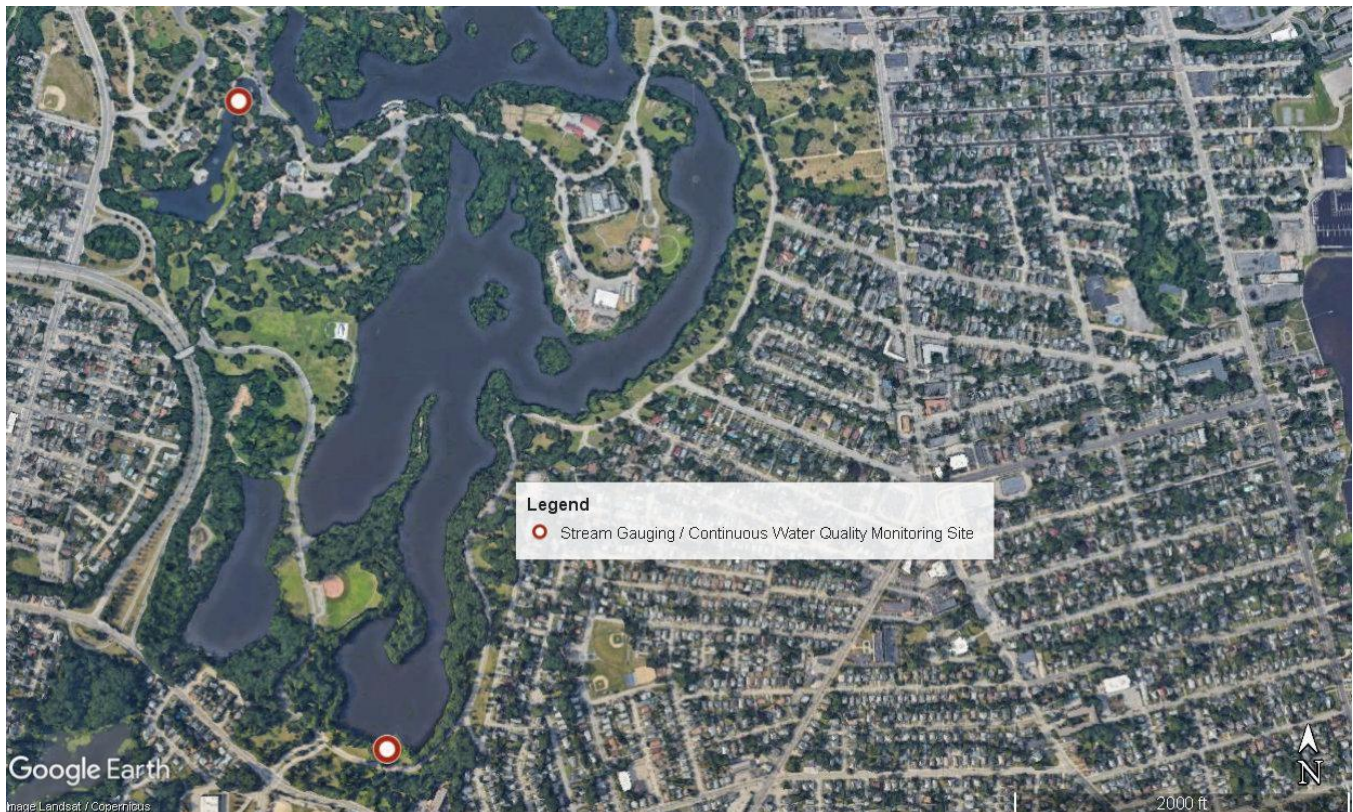 Legend
Stream Gauging / Continuous Water Quality Monitoring Site
N
Google Earth
2000 ft
Image Landsat / Copernicus